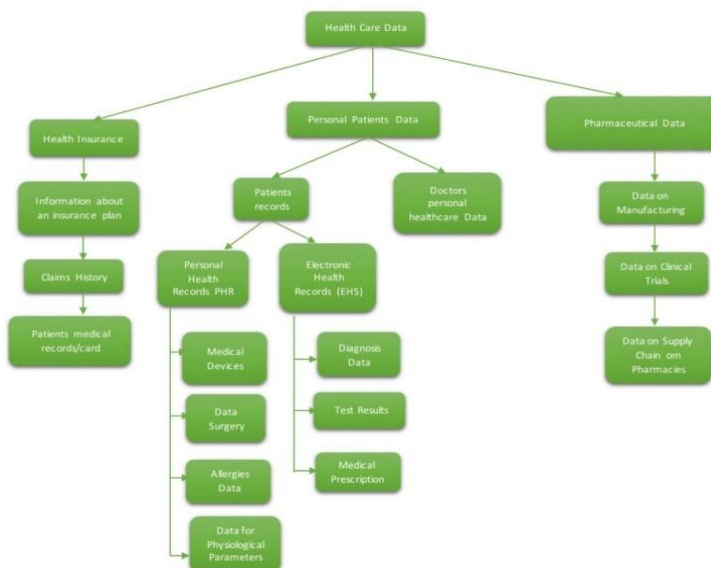 Health Care Data
Health Insurance
Personal Patients Data
Pharmaceutical Data
Information about
an insurance plan
Patients
records
Doctors
personal
healthcare Data
Data on
Manufacturing
Claims History
Personal
Health
Records PHR
Electronic
Health
Records (EHS)
Data on Clinical
Trials
Patients medical
records/card
Medical
Devices
Diagnosis
Data
Data on Supply
Chain om
Pharmacies
Data
Surgery
Test Results
Allergies
Data
Medical
Prescription
Data for
Physiological
Parameters